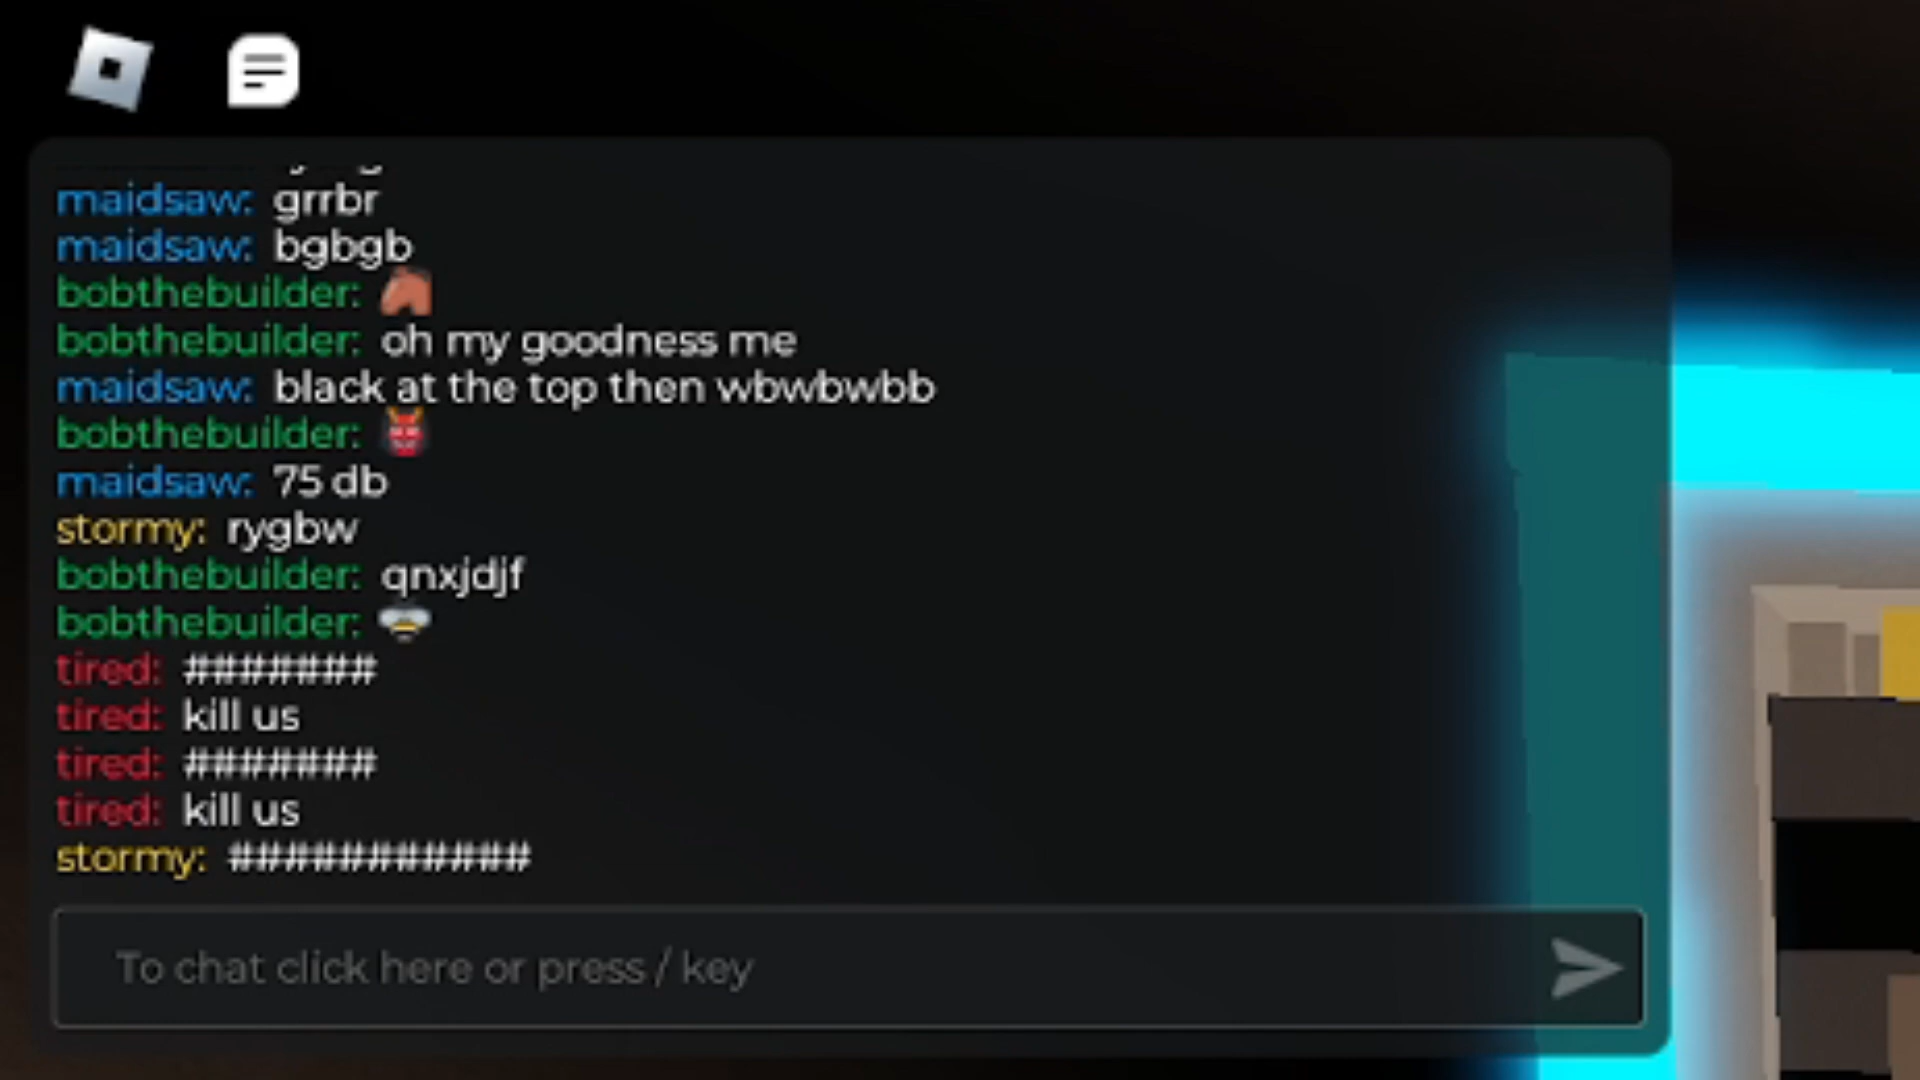 maidsaw: grrbr
maidsaw: bgbgb
bobthebuilder: 🐴
bobthebuilder: oh my goodness me
maidsaw: black at the top then wbwbwbb
bobthebuilder: 👹
maidsaw: 75 db
stormy: rygbw
bobthebuilder: qnxjdjf
bobthebuilder: 🐝
tired: #######
tired: kill us
tired: #######
tired: kill us
stormy: ###########
To chat click here or press / key